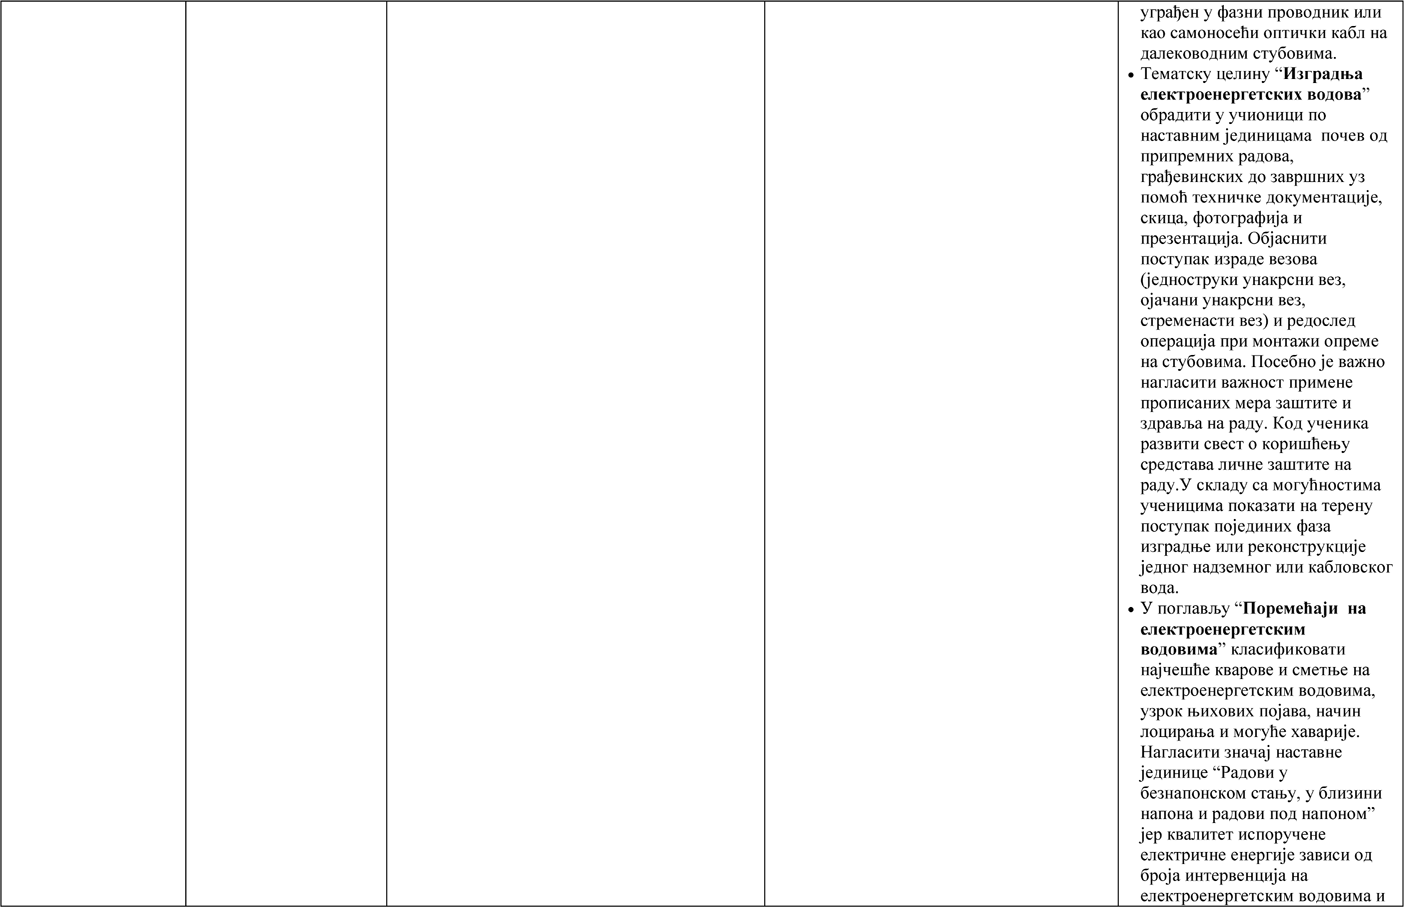 уграђен у фазни проводник или
као самоносећи оптички кабл на
далеководним стубовима.
• Тематску целину “Изградња
електроенергетских водова”
обрадити у учионици по
наставним јединицама  почев од
припремних радова,
грађевинских до завршних уз
помоћ техничке документације,
скица, фотографија и
презентација. Објаснити
поступак израде везова
(једноструки унакрсни вез,
ојачани унакрсни вез,
стременасти вез) и редослед
операција при монтажи опреме
на стубовима. Посебно је важно
нагласити важност примене
прописаних мера заштите и
здравља на раду. Код ученика
развити свест о коришћењу
средстава личне заштите на
раду.У складу са могућностима
ученицима показати на терену
поступак појединих фаза
изградње или реконструкције
једног надземног или кабловског
вода.
• У поглављу “Поремећаји  на
електроенергетским
водовима” класификовати
најчешће кварове и сметње на
електроенергетским водовима,
узрок њихових појава, начин
лоцирања и могуће хаварије.
Нагласити значај наставне
јединице “Радови у
безнапонском стању, у близини
напона и радови под напоном”
јер квалитет испоручене
електричне енергије зависи од
броја интервенција на
електроенергетским водовима и